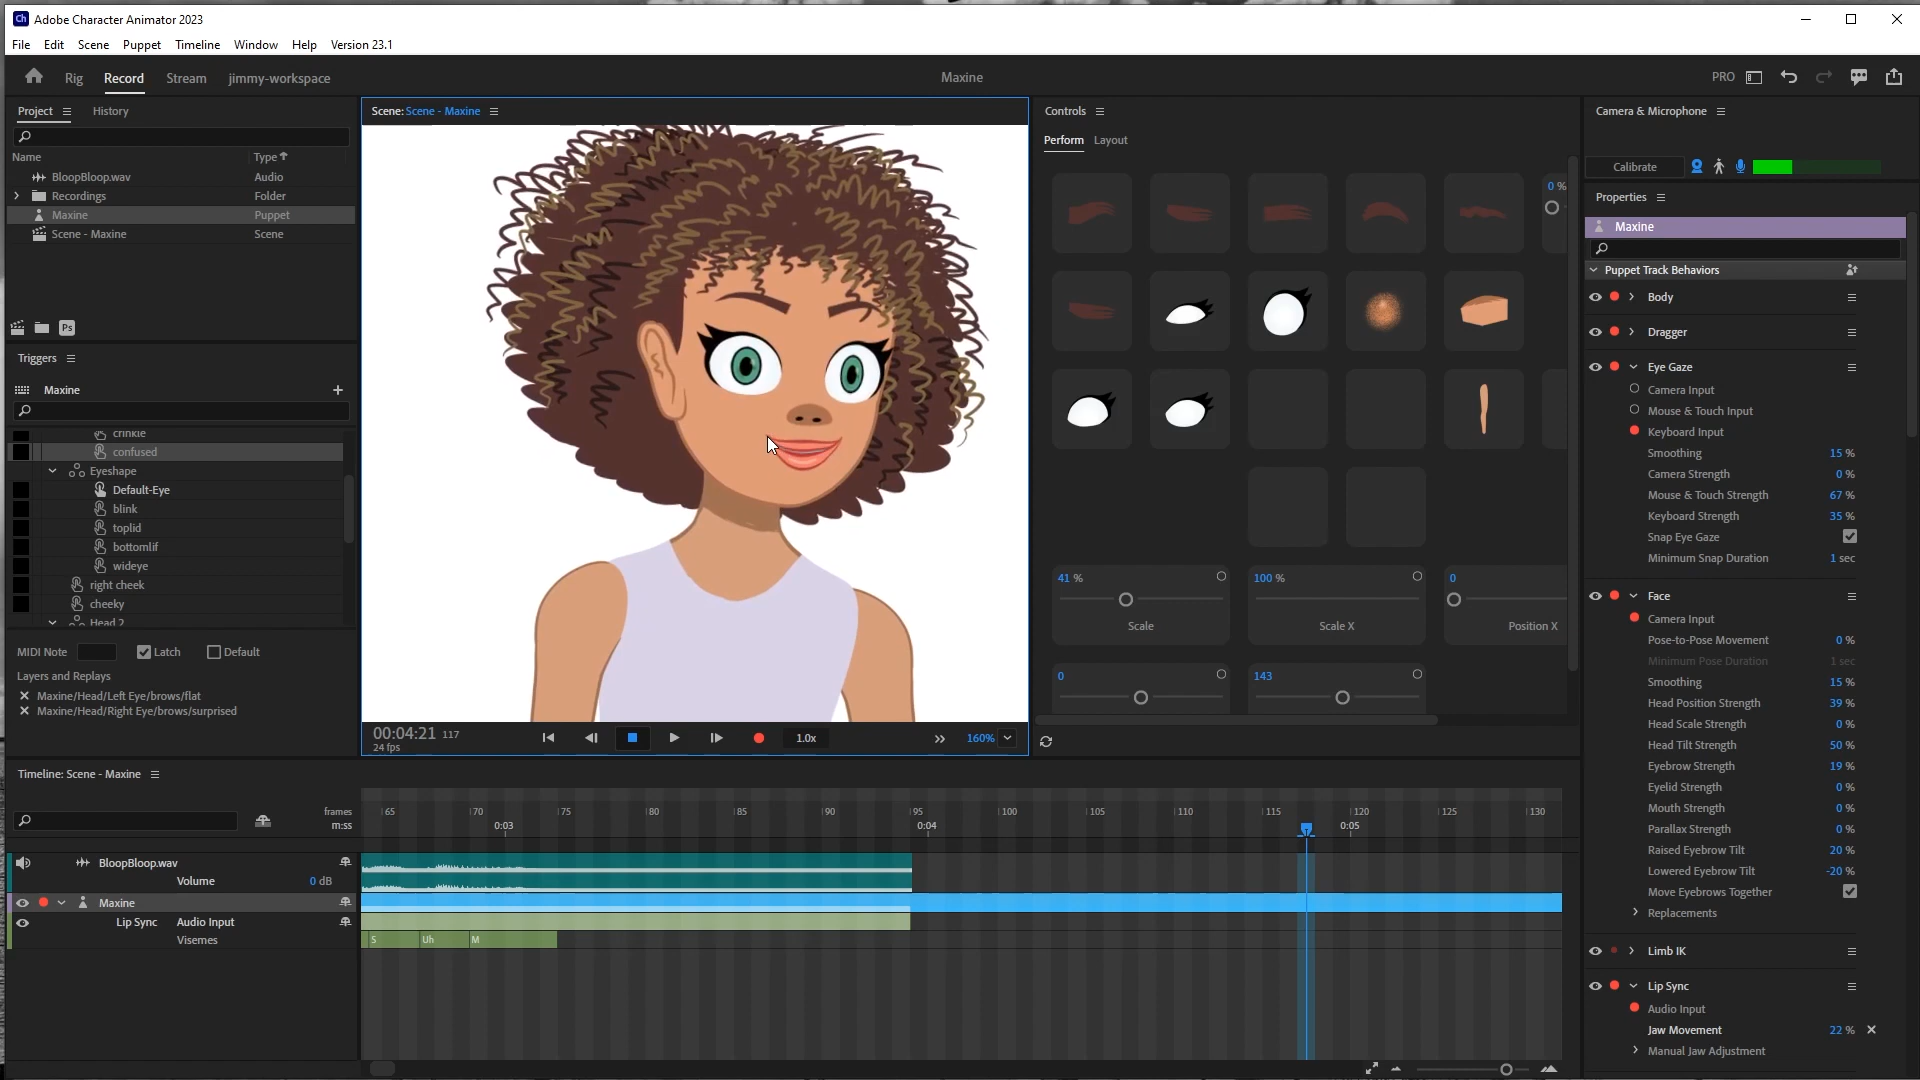 Ch Adobe Character Animator 2023
File Edit Scene Puppet Timeline Window Help Version 23.1
Rig Record Stream jimmy-workspace
Maxine
PRO
Project History
Name Type
BloopBloop.wav Audio
Recordings Folder
Maxine Puppet
Scene - Maxine Scene
Ps
Triggers
Maxine
crinkle
confused
Eyeshape
Default-Eye
blink
toplid
bottomlif
wideye
right cheek
cheeky
Head 2
MIDI Note Latch Default
Layers and Replays
Maxine/Head/Left Eye/brows/flat
Maxine/Head/Right Eye/brows/surprised
Scene: Scene - Maxine
00:04:21 117
24 fps
1.0x
160%
Controls
Perform Layout
0 %
41 % 100 % 0
Scale Scale X Position X
0 143
Camera & Microphone
Calibrate
Properties
Maxine
Puppet Track Behaviors
Body
Dragger
Eye Gaze
Camera Input
Mouse & Touch Input
Keyboard Input
Smoothing 15 %
Camera Strength 0 %
Mouse & Touch Strength 67 %
Keyboard Strength 35 %
Snap Eye Gaze
Minimum Snap Duration 1 sec
Face
Camera Input
Pose-to-Pose Movement 0 %
Minimum Pose Duration 1 sec
Smoothing 15 %
Head Position Strength 39 %
Head Scale Strength 0 %
Head Tilt Strength 50 %
Eyebrow Strength 19 %
Eyelid Strength 0 %
Mouth Strength 0 %
Parallax Strength 0 %
Raised Eyebrow Tilt 20 %
Lowered Eyebrow Tilt -20 %
Move Eyebrows Together
Replacements
Limb IK
Lip Sync
Audio Input
Jaw Movement 22 %
Manual Jaw Adjustment
Timeline: Scene - Maxine
frames 65 70 75 80 85 90 95 100 105 110 115 120 125 130
m:ss 0:03 0:04 0:05
BloopBloop.wav
Volume 0 dB
Maxine
Lip Sync Audio Input
Visemes S Uh M